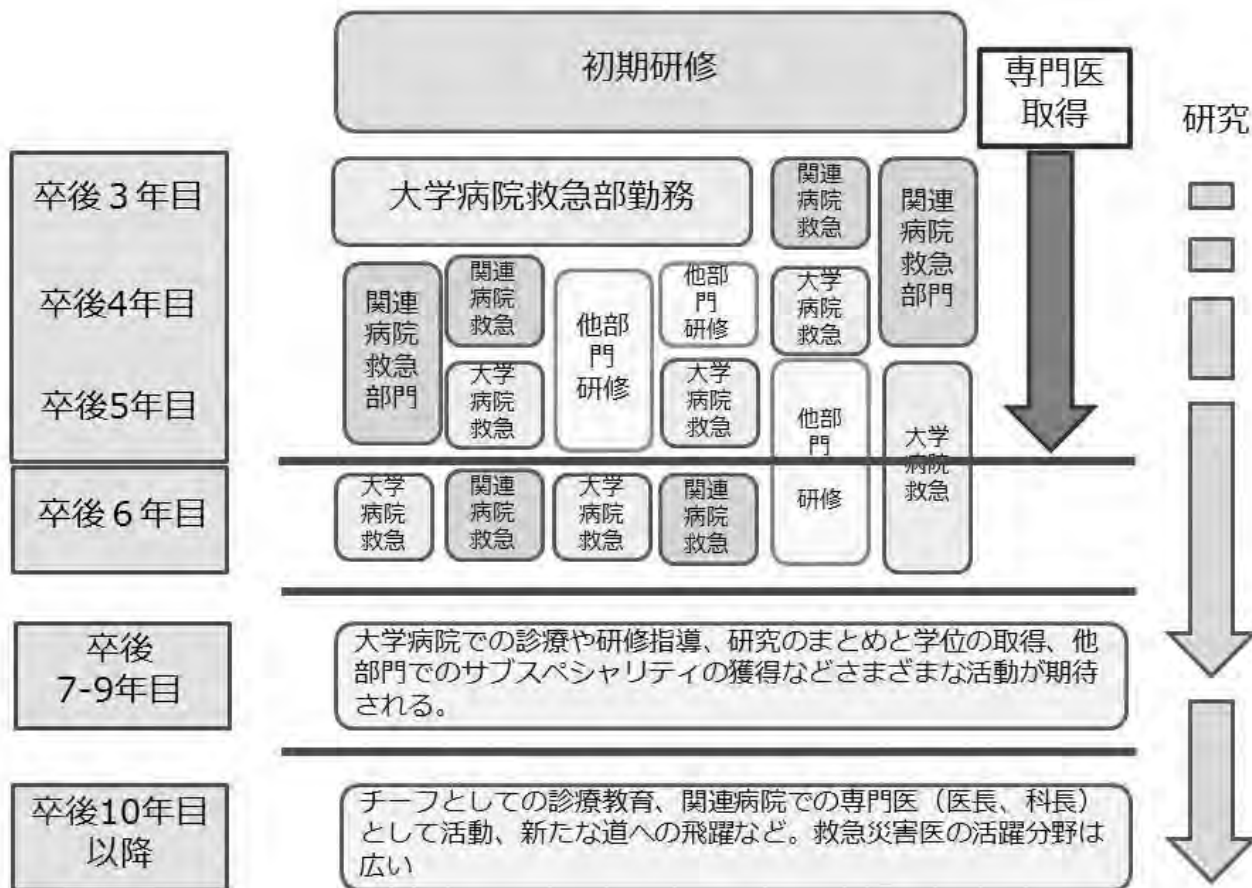 初期研修
専門医
取得
研究
卒後３年目
大学病院救急部勤務
関連
病院
救急
関連
病院
救急
部門
卒後4年目
関連
病院
救急
部門
関連
病院
救急
他部
門
研修
他部
門
研修
大学
病院
救急
卒後5年目
大学
病院
救急
大学
病院
救急
他部
門
研修
大学
病院
救急
卒後６年目
大学
病院
救急
関連
病院
救急
大学
病院
救急
関連
病院
救急
卒後
7-9年目
大学病院での診療や研修指導、研究のまとめと学位の取得、他
部門でのサブスペシャリティの獲得などさまざまな活動が期待
される。
卒後10年目
以降
チーフとしての診療教育、関連病院での専門医（医長、科長）
として活動、新たな道への飛躍など。救急災害医の活躍分野は
広い